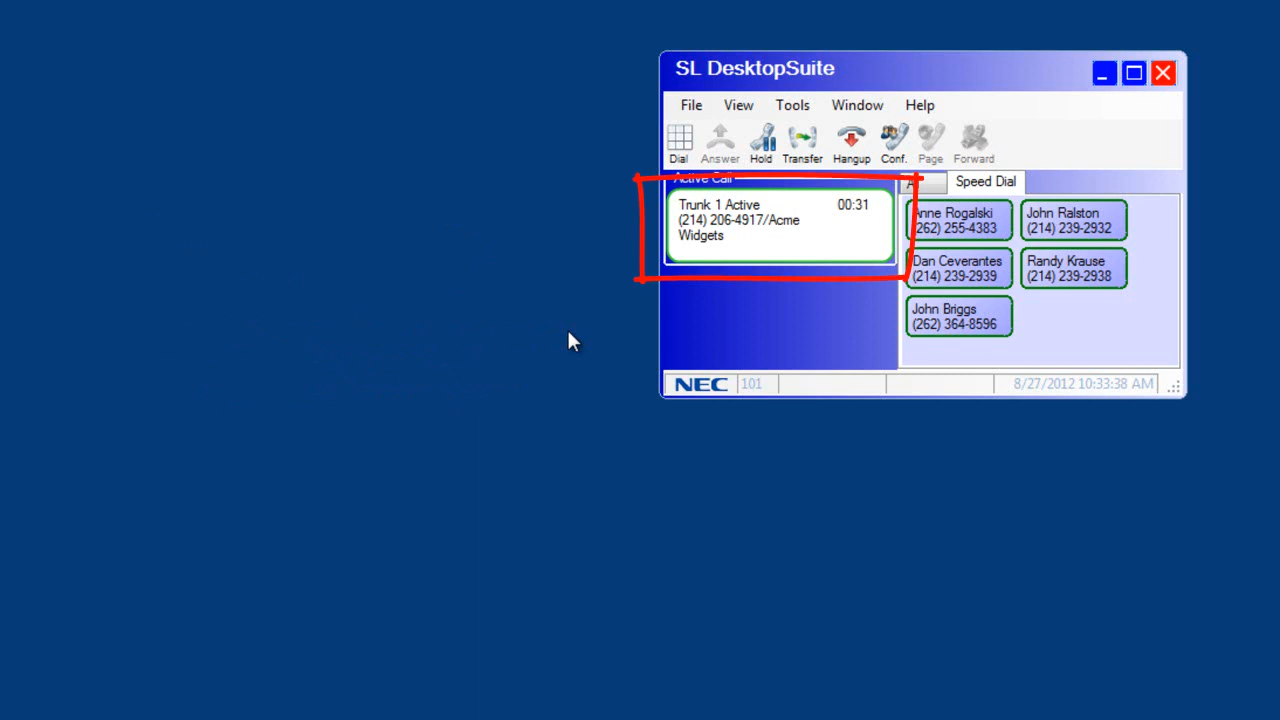 SL DesktopSuite
File View Tools Window Help
Dial Answer Hold Transfer Hangup Conf. Page Forward
Active Call
Speed Dial
Trunk 1 Active 00:31
(214) 206-4917/Acme
Widgets
Anne Rogalski
(262) 255-4383
John Ralston
(214) 239-2932
Dan Ceverantes
(214) 239-2939
Randy Krause
(214) 239-2938
John Briggs
(262) 364-8596
NEC 101 8/27/2012 10:33:38 AM